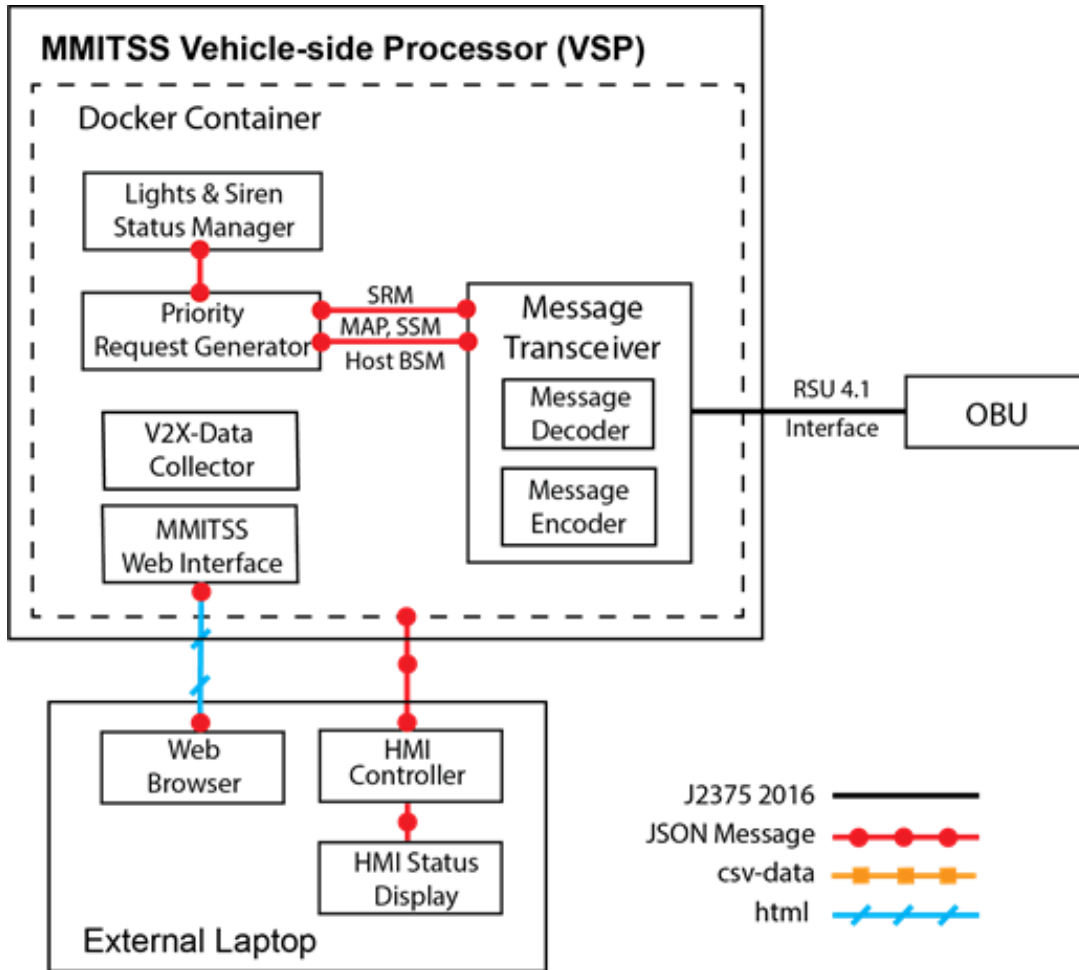 MMITSS Vehicle-side Processor (VSP)
Docker Container
Lights & Siren
Status Manager
Priority
Request Generator
SRM
MAP, SSM
Host BSM
Message
Transceiver
Message
Decoder
Message
Encoder
RSU 4.1
Interface
OBU
V2X-Data
Collector
MMITSS
Web Interface
Web
Browser
HMI
Controller
HMI Status
Display
External Laptop
J2375 2016
JSON Message
csv-data
html